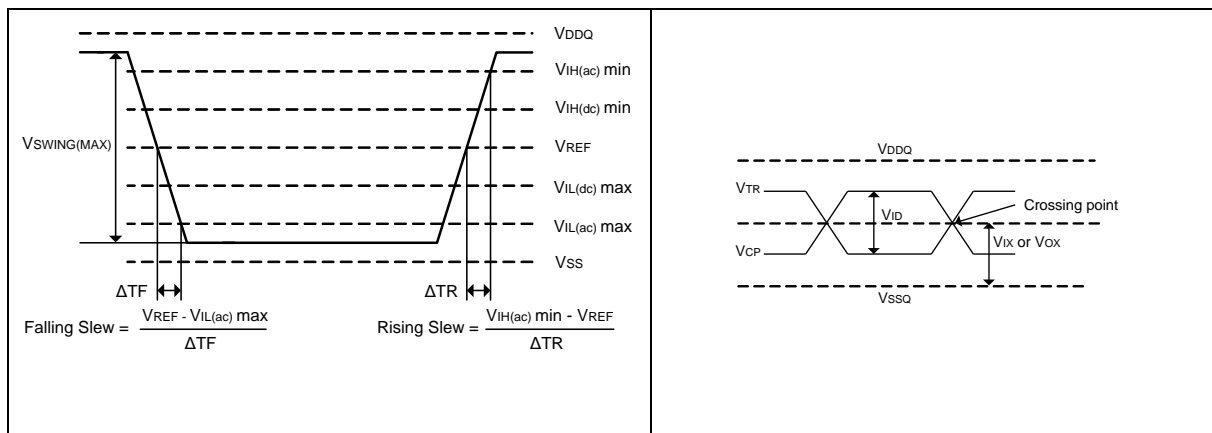 VDDQ
VIH(ac) min
VIH(dc) min
VSWING(MAX)
VREF
VIL(dc) max
VIL(ac) max
VSS
ΔTF
ΔTR
Falling Slew = VREF - VIL(ac) max
ΔTF
Rising Slew = VIH(ac) min - VREF
ΔTR
VDDQ
VTR
VID
Crossing point
VCP
VIX or VOX
VSSQ